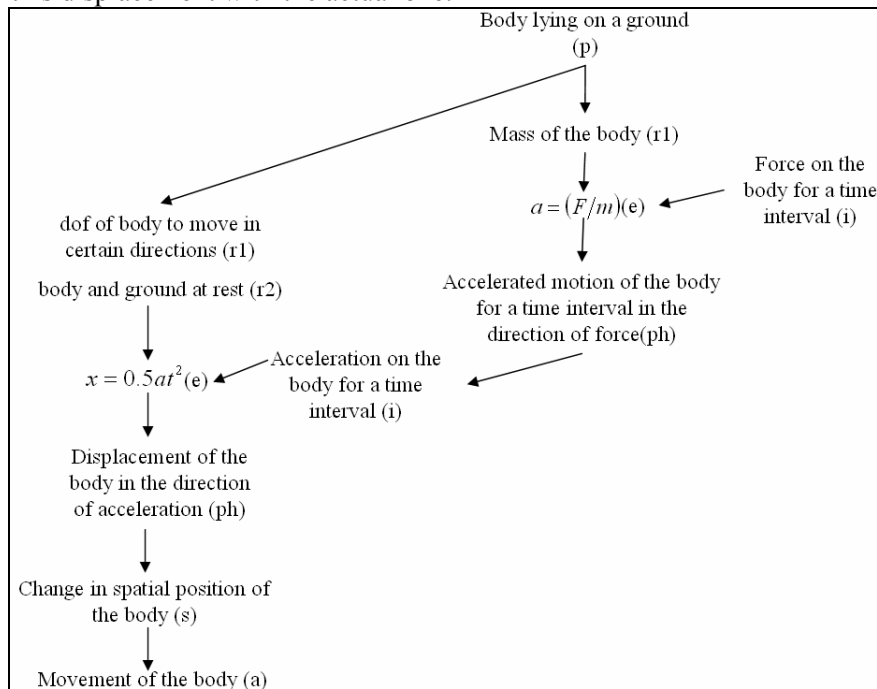 Body lying on a ground
(p)
Mass of the body (r1)
Force on the
body for a time
interval (i)
a = (F/m)(e)
dof of body to move in
certain directions (r1)
body and ground at rest (r2)
Accelerated motion of the body
for a time interval in the
direction of force(ph)
Acceleration on the
body for a time
interval (i)
x = 0.5at²(e)
Displacement of the
body in the direction
of acceleration (ph)
Change in spatial position of
the body (s)
Movement of the body (a)